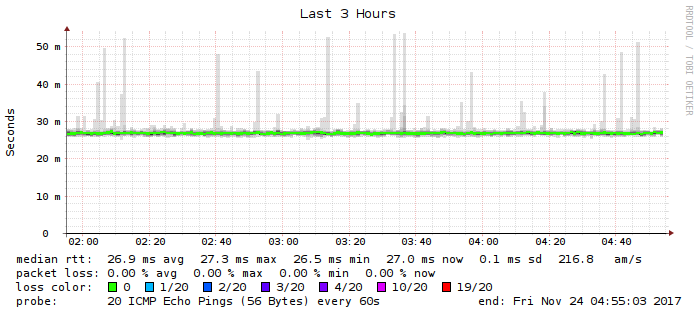 Last 3 Hours
RRDTOOL / TOBI OETIKER
Seconds
50 m
40 m
30 m
20 m
10 m
0
02:00 02:20 02:40 03:00 03:20 03:40 04:00 04:20 04:40
median rtt: 26.9 ms avg 27.3 ms max 26.5 ms min 27.0 ms now 0.1 ms sd 216.8 am/s
packet loss: 0.00 % avg 0.00 % max 0.00 % min 0.00 % now
loss color: 0 1/20 2/20 3/20 4/20 10/20 19/20
probe: 20 ICMP Echo Pings (56 Bytes) every 60s end: Fri Nov 24 04:55:03 2017